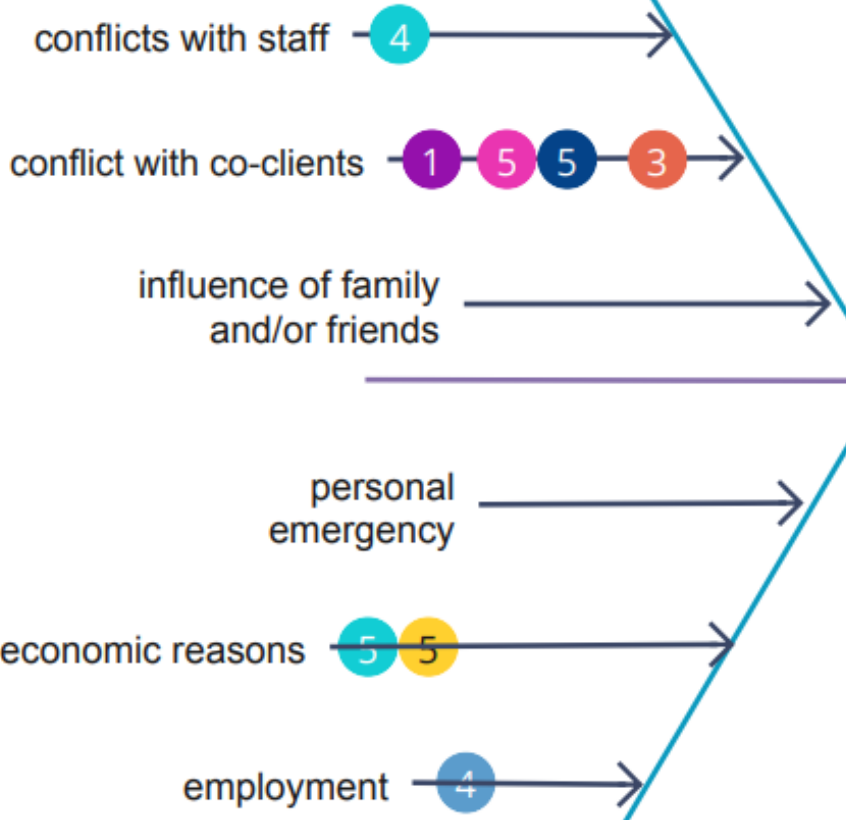 conflicts with staff 4
conflict with co-clients 1 5 5 3
influence of family
and/or friends
personal
emergency
economic reasons 5 5
employment 4